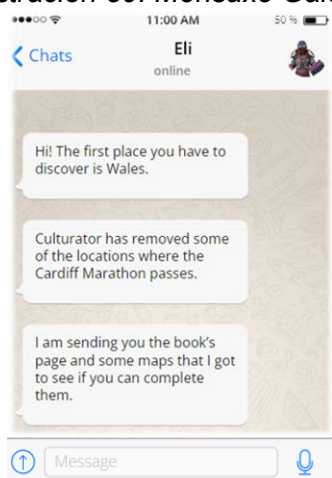 11:00 AM
50 %
Chats
Eli
online
Hi! The first place you have to
discover is Wales.
Culturator has removed some
of the locations where the
Cardiff Marathon passes.
I am sending you the book's
page and some maps that I got
to see if you can complete
them.
Message